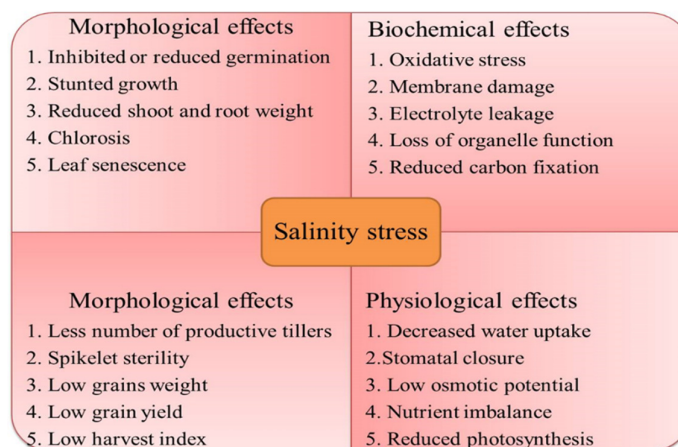 Morphological effects
1. Inhibited or reduced germination
2. Stunted growth
3. Reduced shoot and root weight
4. Chlorosis
5. Leaf senescence
Biochemical effects
1. Oxidative stress
2. Membrane damage
3. Electrolyte leakage
4. Loss of organelle function
5. Reduced carbon fixation
Salinity stress
Morphological effects
1. Less number of productive tillers
2. Spikelet sterility
3. Low grains weight
4. Low grain yield
5. Low harvest index
Physiological effects
1. Decreased water uptake
2.Stomatal closure
3. Low osmotic potential
4. Nutrient imbalance
5. Reduced photosynthesis